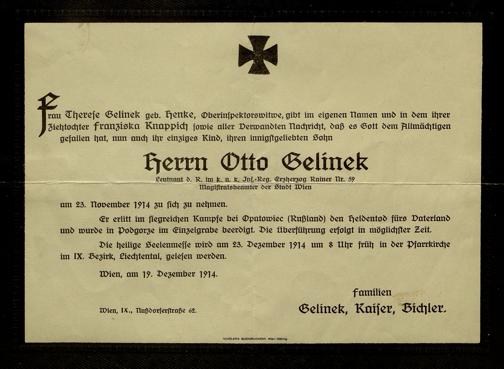 Frau Therese Gelinek geb. Henke, Oberinspektorswitwe, gibt im eigenen Namen und in dem ihrer
Ziehtochter Franziska Knappich sowie aller Verwandten Nachricht, daß es Gott dem Allmächtigen
gefallen hat, nun auch ihr einziges Kind, ihren innigstgeliebten Sohn
Herrn Otto Gelinek
Leutnant d. R. im k. u. k. Inf.-Reg. Erzherzog Rainer Nr. 59
Magistratsbeamter der Stadt Wien
am 23. November 1914 zu sich zu nehmen.
Er erlitt im siegreichen Kampfe bei Opatowiec (Rußland) den Heldentod fürs Vaterland
und wurde in Podgorze im Einzelgrabe beerdigt. Die Überführung erfolgt in möglichster Zeit.
Die heilige Seelenmesse wird am 23. Dezember 1914 um 8 Uhr früh in der Pfarrkirche
im IX. Bezirk, Liechtental, gelesen werden.
Wien, am 19. Dezember 1914.
Familien
Gelinek, Kaiser, Bichler.
Wien, IX., Nußdorferstraße 62.